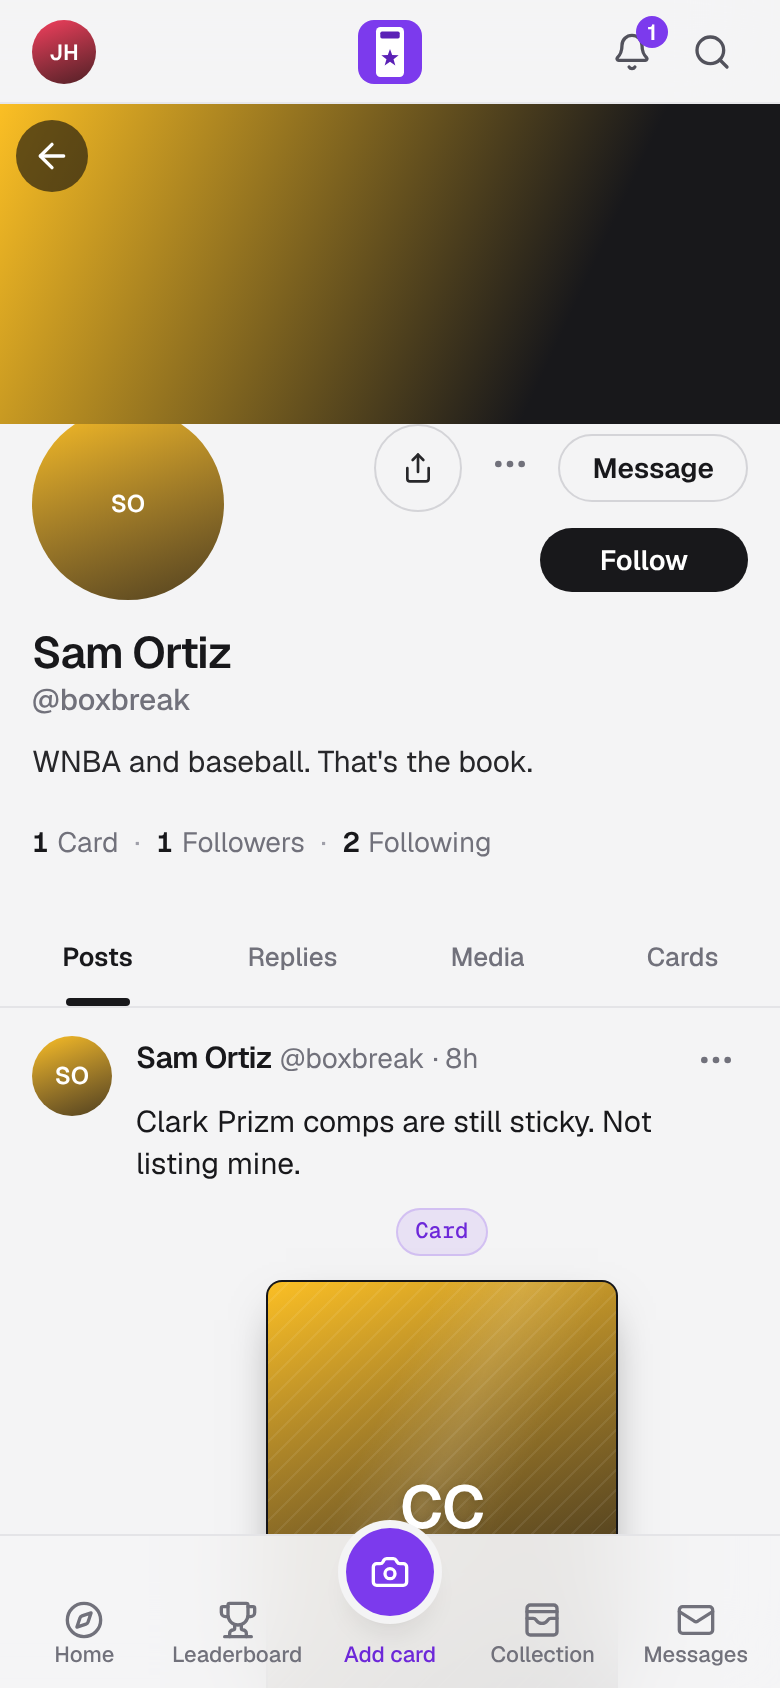 JH
1
SO
Message
Follow
Sam Ortiz
@boxbreak
WNBA and baseball. That's the book.
1 Card · 1 Followers · 2 Following
Posts Replies Media Cards
SO
Sam Ortiz @boxbreak · 8h
Clark Prizm comps are still sticky. Not
listing mine.
Card
CC
Home Leaderboard Add card Collection Messages